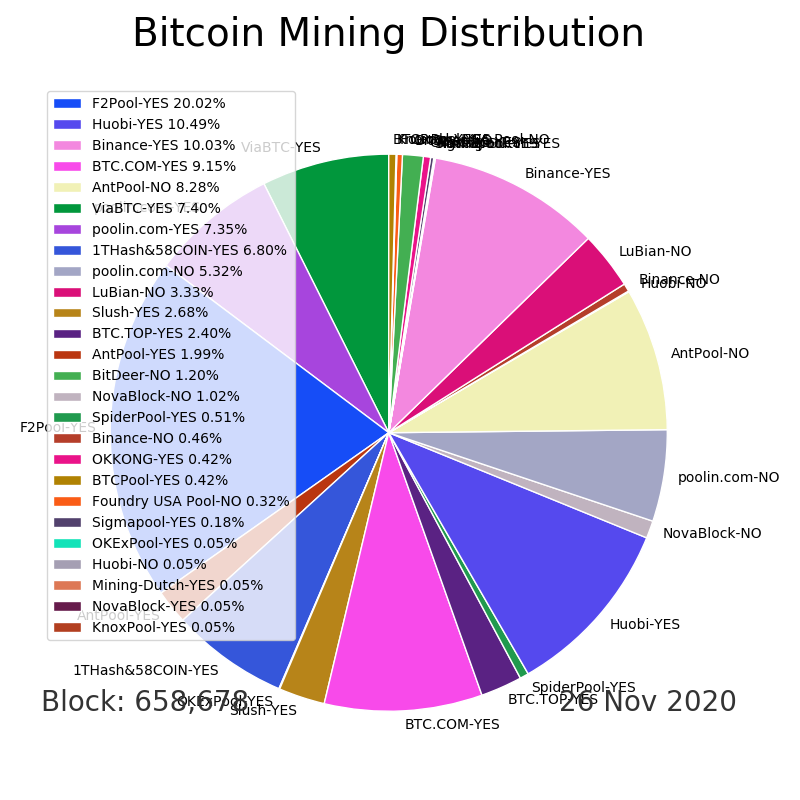 Bitcoin Mining Distribution
F2Pool-YES 20.02%
Huobi-YES 10.49%
Binance-YES 10.03%
BTC.COM-YES 9.15%
AntPool-NO 8.28%
ViaBTC-YES 7.40%
poolin.com-YES 7.35%
1THash&58COIN-YES 6.80%
poolin.com-NO 5.32%
LuBian-NO 3.33%
Slush-YES 2.68%
BTC.TOP-YES 2.40%
AntPool-YES 1.99%
BitDeer-NO 1.20%
NovaBlock-NO 1.02%
SpiderPool-YES 0.51%
Binance-NO 0.46%
OKKONG-YES 0.42%
BTCPool-YES 0.42%
Foundry USA Pool-NO 0.32%
Sigmapool-YES 0.18%
OKExPool-YES 0.05%
Huobi-NO 0.05%
Mining-Dutch-YES 0.05%
NovaBlock-YES 0.05%
KnoxPool-YES 0.05%
ViaBTC-YES
Binance-YES
LuBian-NO
Binance-NO
Huobi-NO
AntPool-NO
F2Pool-YES
poolin.com-NO
NovaBlock-NO
AntPool-YES
Huobi-YES
1THash&58COIN-YES
SpiderPool-YES
OKExPool-YES
BTC.TOP-YES
Slush-YES
BTC.COM-YES
Block: 658,678
26 Nov 2020